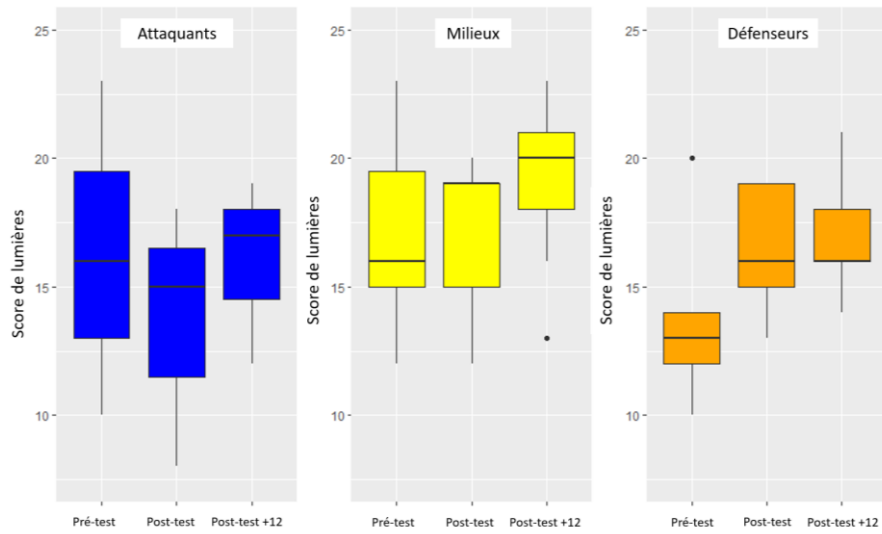 Attaquants
Score de lumières
25
20
15
10
Pré-test Post-test Post-test +12
Milieux
Score de lumières
25
20
15
10
Pré-test Post-test Post-test +12
Défenseurs
Score de lumières
25
20
15
10
Pré-test Post-test Post-test +12